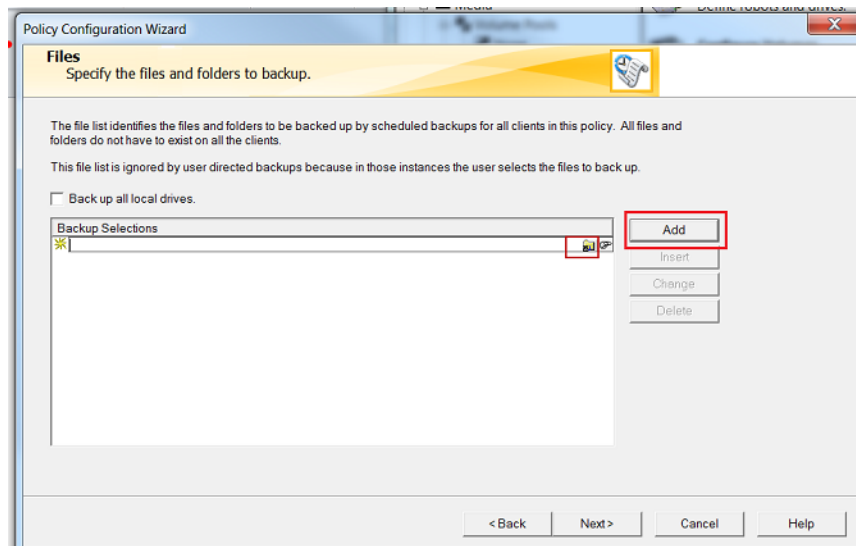 Media
Define robots and drives.
Volume Pools
Policy Configuration Wizard
Files
Specify the files and folders to backup.
The file list identifies the files and folders to be backed up by scheduled backups for all clients in this policy. All files and
folders do not have to exist on all the clients.
This file list is ignored by user directed backups because in those instances the user selects the files to back up.
Back up all local drives.
Backup Selections
Add
Insert
Change
Delete
< Back
Next >
Cancel
Help